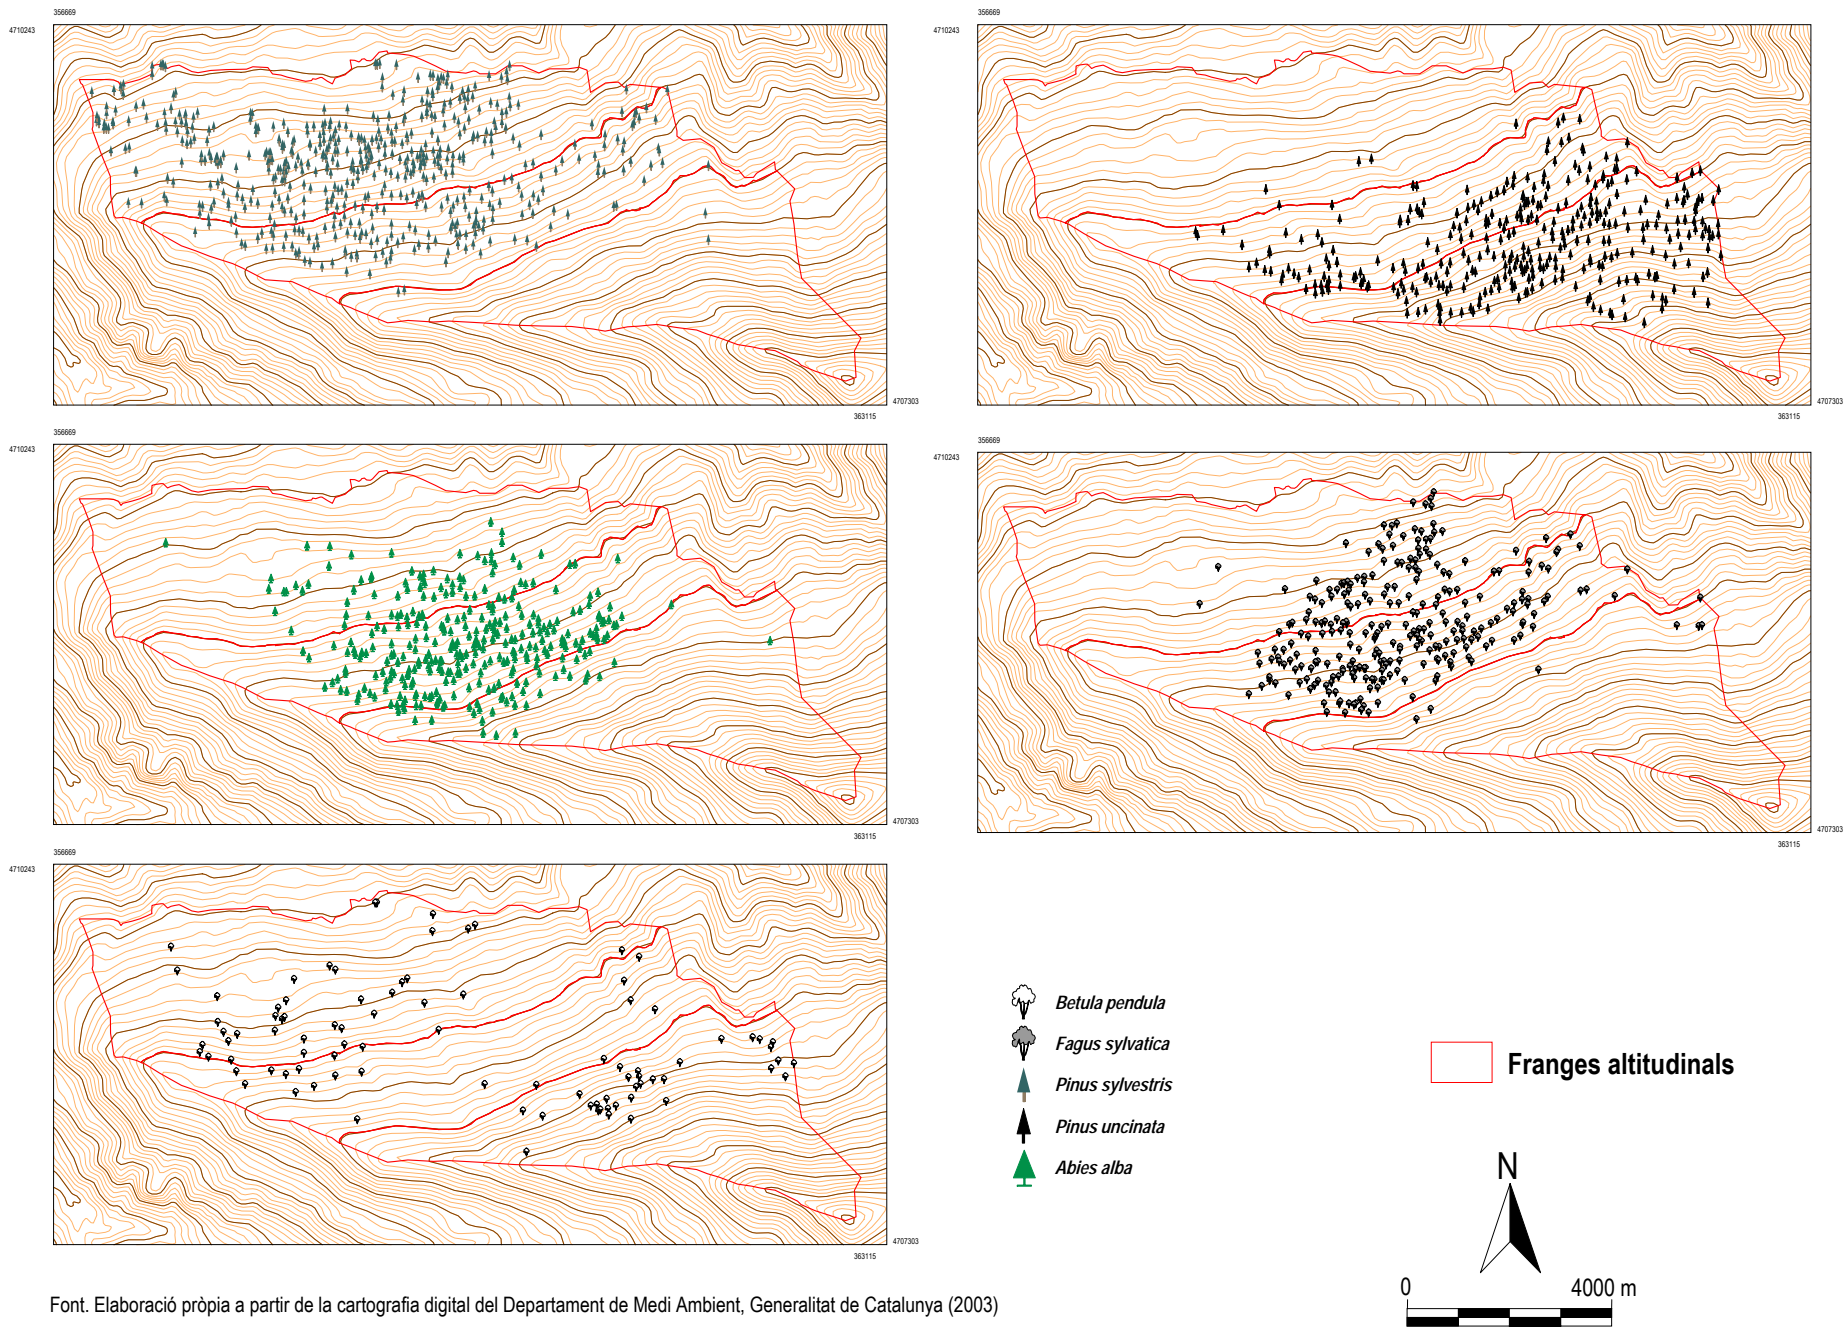 356669
4710243
4707303
363115
356669
4710243
4707303
363115
356669
4710243
4707303
363115
356669
4710243
4707303
363115
356669
4710243
4707303
363115
Betula pendula
Fagus sylvatica
Pinus sylvestris
Pinus uncinata
Abies alba
Franges altitudinals
N
0 4000 m
Font. Elaboració pròpia a partir de la cartografia digital del Departament de Medi Ambient, Generalitat de Catalunya (2003)